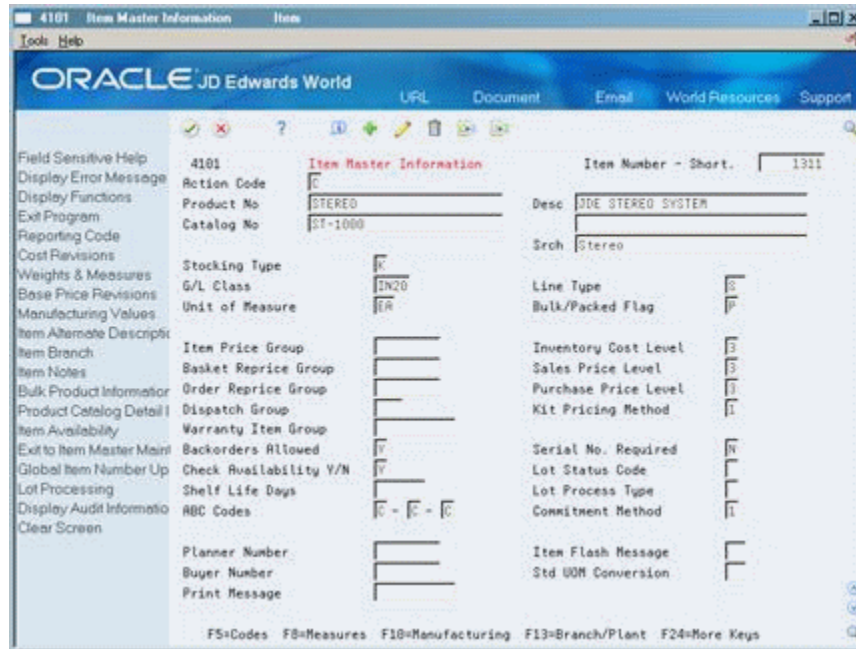 4101 Item Master Information Item
Tools Help
ORACLE JD Edwards World
URL Document Email World Resources Support
Field Sensitive Help
Display Error Message
Display Functions
Exit Program
Reporting Code
Cost Revisions
Weights & Measures
Base Price Revisions
Manufacturing Values
Item Alternate Descriptio
Item Branch
Item Notes
Bulk Product Information
Product Catalog Detail I
Item Availability
Exit to Item Master Maint
Global Item Number Up
Lot Processing
Display Audit Informatio
Clear Screen
4101 Item Master Information Item Number - Short. 1311
Action Code C
Product No STEREO Desc JDE STEREO SYSTEM
Catalog No ST-1000
Srch Stereo
Stocking Type K
G/L Class IN20 Line Type S
Unit of Measure EA Bulk/Packed Flag P
Item Price Group Inventory Cost Level 3
Basket Reprice Group Sales Price Level 3
Order Reprice Group Purchase Price Level 3
Dispatch Group Kit Pricing Method 1
Warranty Item Group
Backorders Allowed Y Serial No. Required N
Check Availability Y/N Y Lot Status Code
Shelf Life Days Lot Process Type
ABC Codes C - C - C Commitment Method 1
Planner Number Item Flash Message
Buyer Number Std UOM Conversion
Print Message
F5=Codes F8=Measures F10=Manufacturing F13=Branch/Plant F24=More Keys